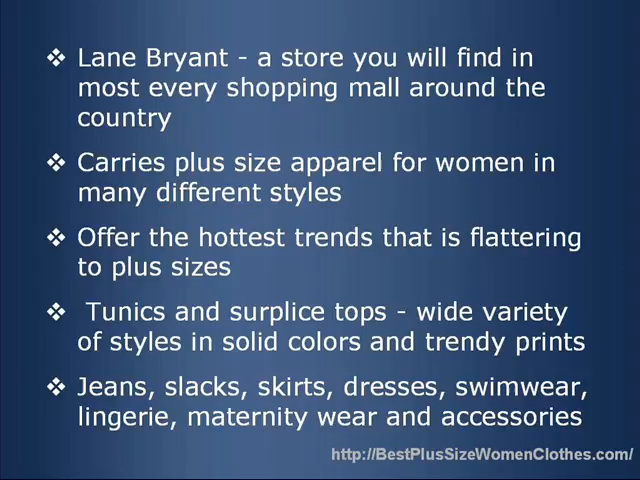 ❖ Lane Bryant - a store you will find in
most every shopping mall around the
country
❖ Carries plus size apparel for women in
many different styles
❖ Offer the hottest trends that is flattering
to plus sizes
❖ Tunics and surplice tops - wide variety
of styles in solid colors and trendy prints
❖ Jeans, slacks, skirts, dresses, swimwear,
lingerie, maternity wear and accessories
http://BestPlusSizeWomenClothes.com/